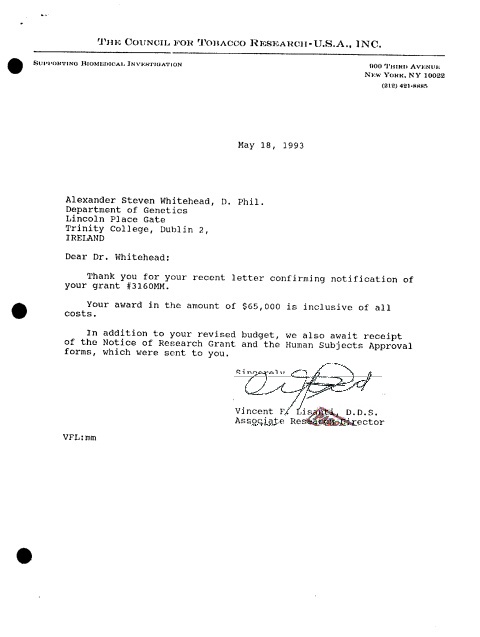 THE COUNCIL FOR TOBACCO RESEARCH-U.S.A., INC.
SUPPORTING BIOMEDICAL INVESTIGATION
900 THIRD AVENUE
NEW YORK, NY 10022
(212) 421-8885
May 18, 1993
Alexander Steven Whitehead, D. Phil.
Department of Genetics
Lincoln Place Gate
Trinity College, Dublin 2,
IRELAND
Dear Dr. Whitehead:
Thank you for your recent letter confirming notification of
your grant #3160MM.
Your award in the amount of $65,000 is inclusive of all
costs.
In addition to your revised budget, we also await receipt
of the Notice of Research Grant and the Human Subjects Approval
forms, which were sent to you.
Sincerely
Vincent F. Lisanti, D.D.S.
Associate Research Director
VFL:mm